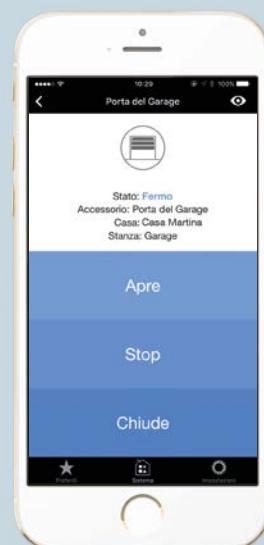 10:29
100%
Porta del Garage
Stato: Fermo
Accessorio: Porta del Garage
Casa: Casa Martina
Stanza: Garage
Apre
Stop
Chiude
Preferiti
Sistema
Impostazioni